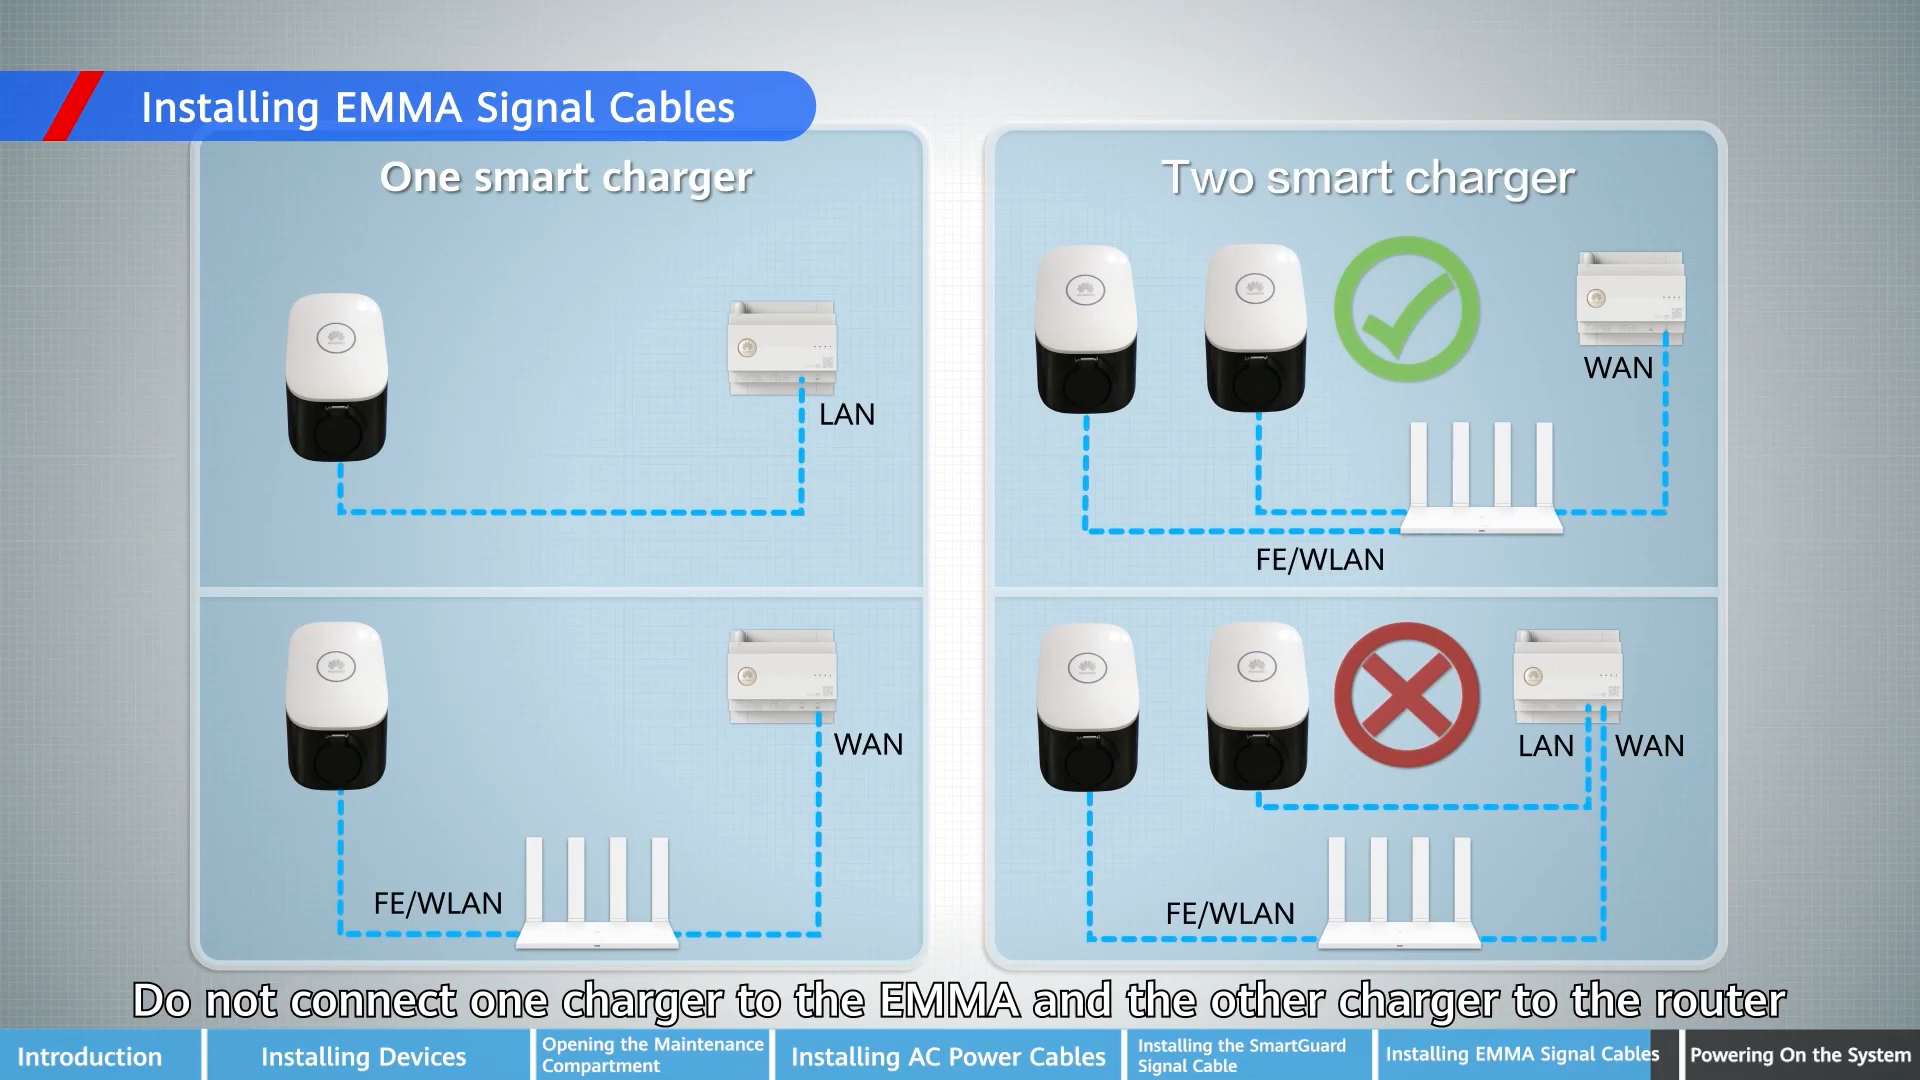 Installing EMMA Signal Cables
One smart charger
LAN
WAN
FE/WLAN
Two smart charger
WAN
FE/WLAN
LAN WAN
FE/WLAN
Do not connect one charger to the EMMA and the other charger to the router
Introduction
Installing Devices
Opening the Maintenance
Compartment
Installing AC Power Cables
Installing the SmartGuard
Signal Cable
Installing EMMA Signal Cables
Powering On the System